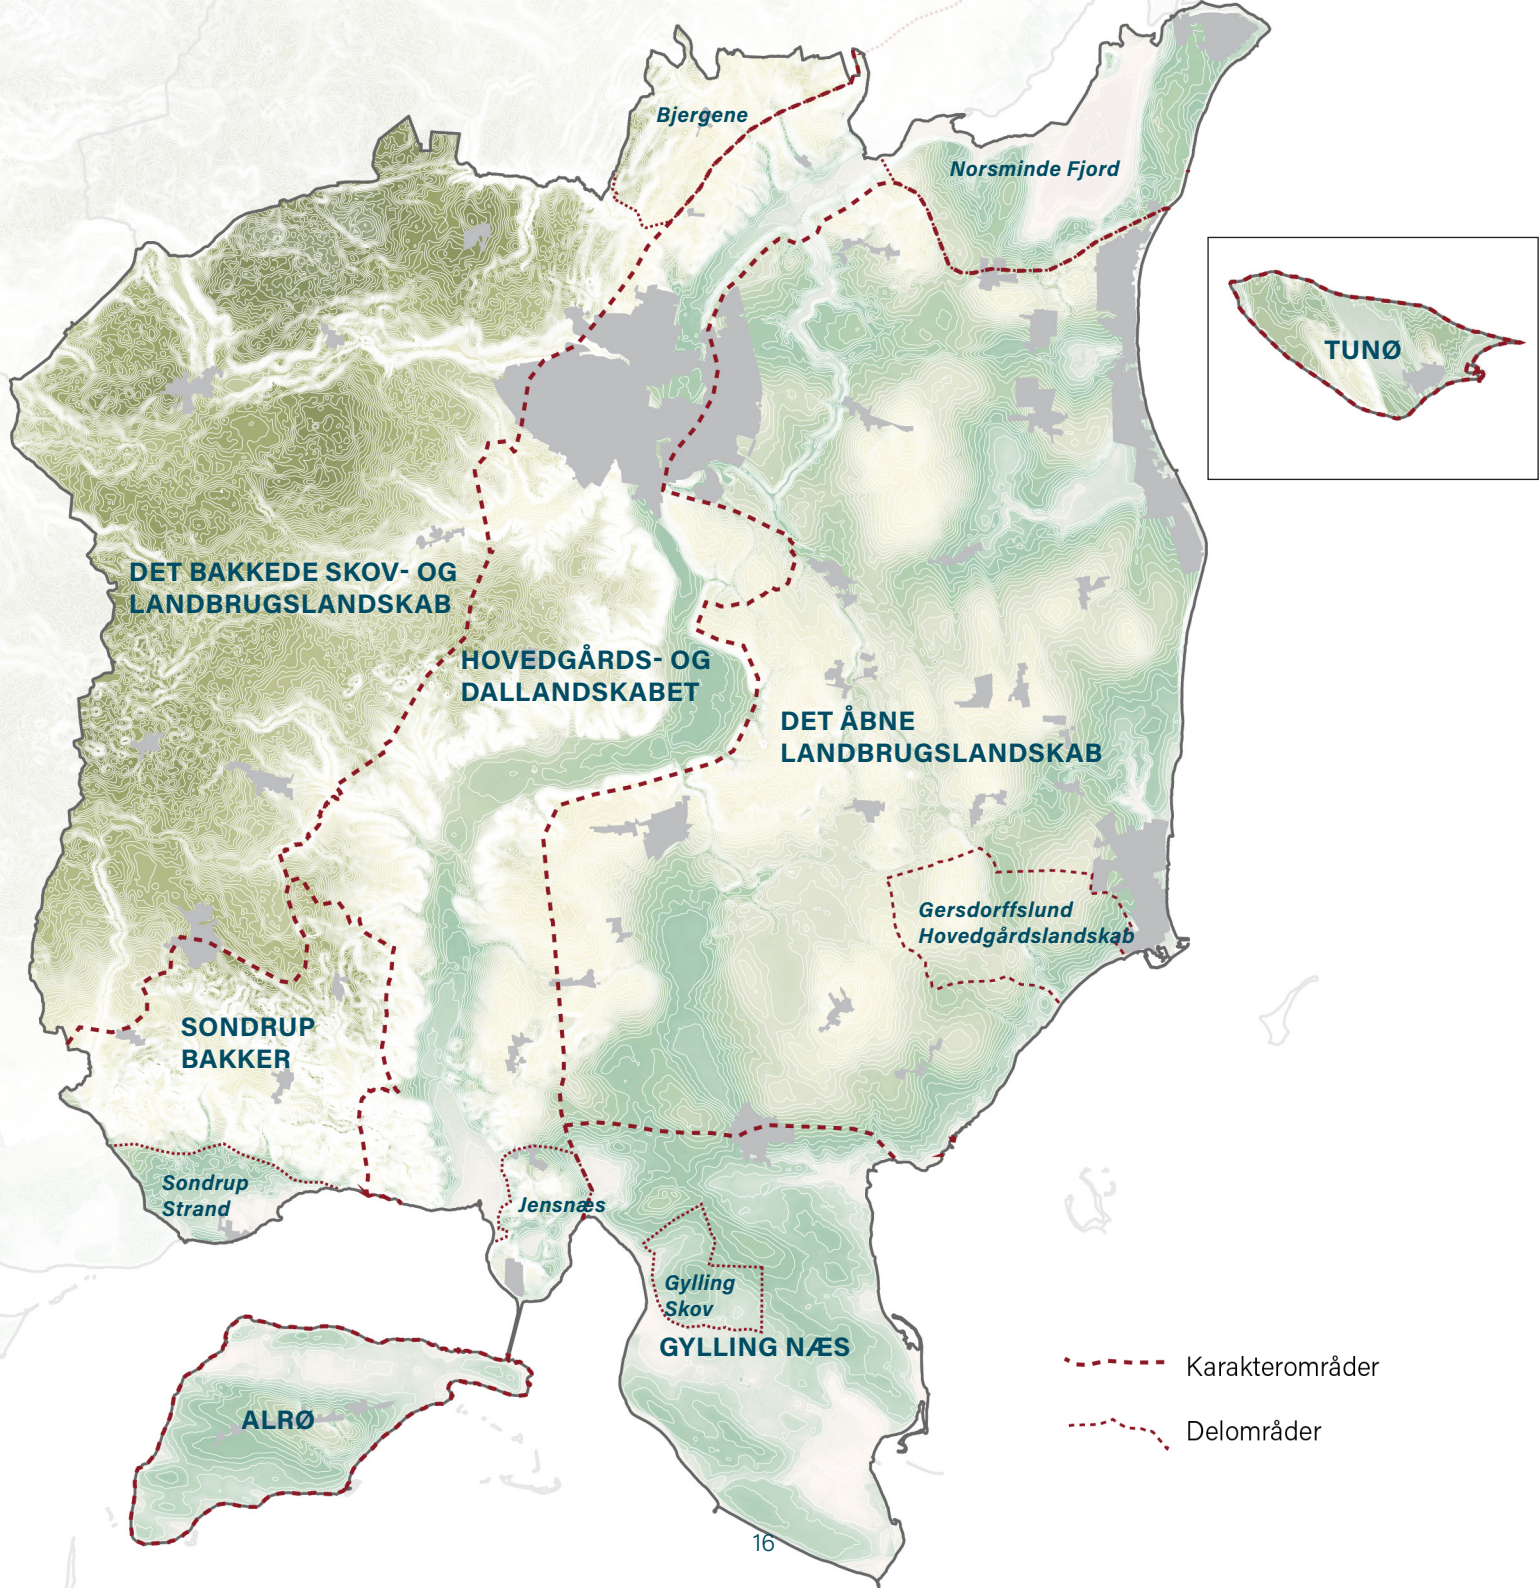 Bjergene
Norsminde Fjord
TUNØ
DET BAKKEDE SKOV- OG
LANDBRUGSLANDSKAB
HOVEDGÅRDS- OG
DALLANDSKABET
DET ÅBNE
LANDBRUGSLANDSKAB
Gersdorffslund
Hovedgårdslandskab
SONDRUP
BAKKER
Sondrup
Strand
Jensnæs
Gylling
Skov
GYLLING NÆS
ALRØ
Karakterområder
Delområder
16